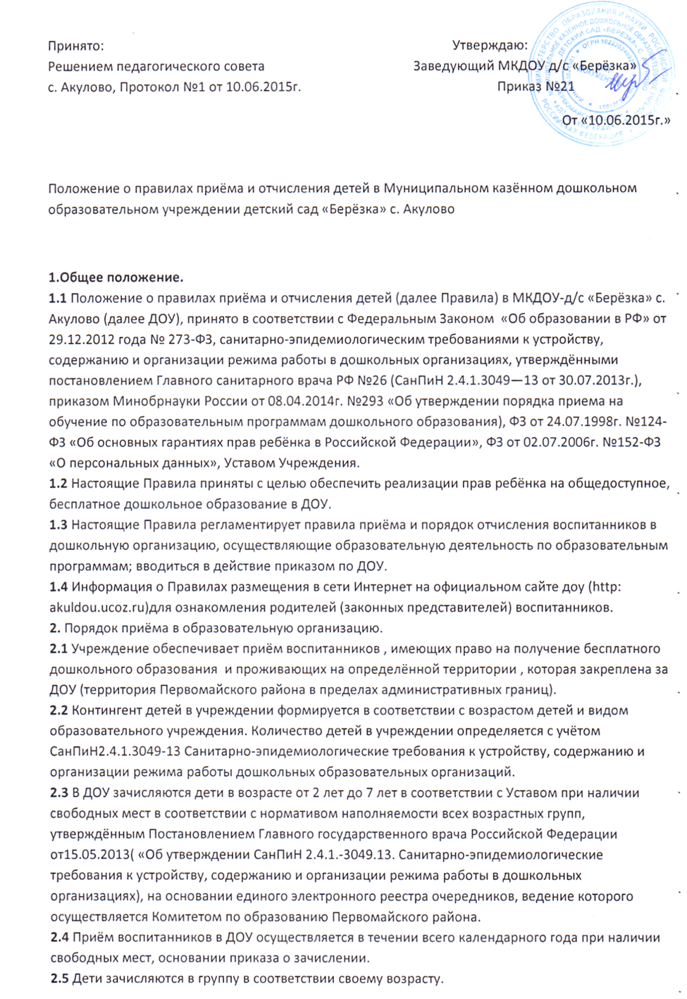 Принято:
Утверждаю:
Решением педагогического совета
Заведующий МКДОУ д/с «Берёзка»
с. Акулово, Протокол №1 от 10.06.2015г.
Приказ №21
От «10.06.2015г.»
Положение о правилах приёма и отчисления детей в Муниципальном казённом дошкольном
образовательном учреждении детский сад «Берёзка» с. Акулово
1.Общее положение.
1.1 Положение о правилах приёма и отчисления детей (далее Правила) в МКДОУ-д/с «Берёзка» с.
Акулово (далее ДОУ), принято в соответствии с Федеральным Законом «Об образовании в РФ» от
29.12.2012 года № 273-ФЗ, санитарно-эпидемиологическим требованиями к устройству,
содержанию и организации режима работы в дошкольных организациях, утверждёнными
постановлением Главного санитарного врача РФ №26 (СанПиН 2.4.1.3049—13 от 30.07.2013г.),
приказом Минобрнауки России от 08.04.2014г. №293 «Об утверждении порядка приема на
обучение по образовательным программам дошкольного образования), ФЗ от 24.07.1998г. №124-
ФЗ «Об основных гарантиях прав ребёнка в Российской Федерации», ФЗ от 02.07.2006г. №152-ФЗ
«О персональных данных», Уставом Учреждения.
1.2 Настоящие Правила приняты с целью обеспечить реализации прав ребёнка на общедоступное,
бесплатное дошкольное образование в ДОУ.
1.3 Настоящие Правила регламентирует правила приёма и порядок отчисления воспитанников в
дошкольную организацию, осуществляющие образовательную деятельность по образовательным
программам; вводиться в действие приказом по ДОУ.
1.4 Информация о Правилах размещения в сети Интернет на официальном сайте доу (http:
akuldou.ucoz.ru)для ознакомления родителей (законных представителей) воспитанников.
2. Порядок приёма в образовательную организацию.
2.1 Учреждение обеспечивает приём воспитанников , имеющих право на получение бесплатного
дошкольного образования и проживающих на определённой территории , которая закреплена за
ДОУ (территория Первомайского района в пределах административных границ).
2.2 Контингент детей в учреждении формируется в соответствии с возрастом детей и видом
образовательного учреждения. Количество детей в учреждении определяется с учётом
СанПиН2.4.1.3049-13 Санитарно-эпидемиологические требования к устройству, содержанию и
организации режима работы дошкольных образовательных организаций.
2.3 В ДОУ зачисляются дети в возрасте от 2 лет до 7 лет в соответствии с Уставом при наличии
свободных мест в соответствии с нормативом наполняемости всех возрастных групп,
утверждённым Постановлением Главного государственного врача Российской Федерации
от15.05.2013( «Об утверждении СанПиН 2.4.1.-3049.13. Санитарно-эпидемиологические
требования к устройству, содержанию и организации режима работы в дошкольных
организациях), на основании единого электронного реестра очередников, ведение которого
осуществляется Комитетом по образованию Первомайского района.
2.4 Приём воспитанников в ДОУ осуществляется в течении всего календарного года при наличии
свободных мест, основании приказа о зачислении.
2.5 Дети зачисляются в группу в соответствии своему возрасту.